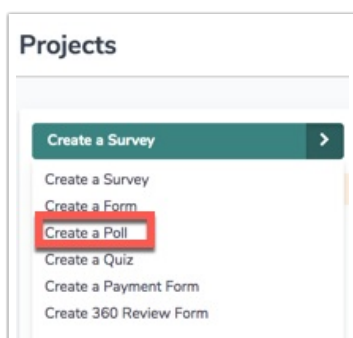 Projects
Create a Survey
Create a Survey
Create a Form
Create a Poll
Create a Quiz
Create a Payment Form
Create 360 Review Form